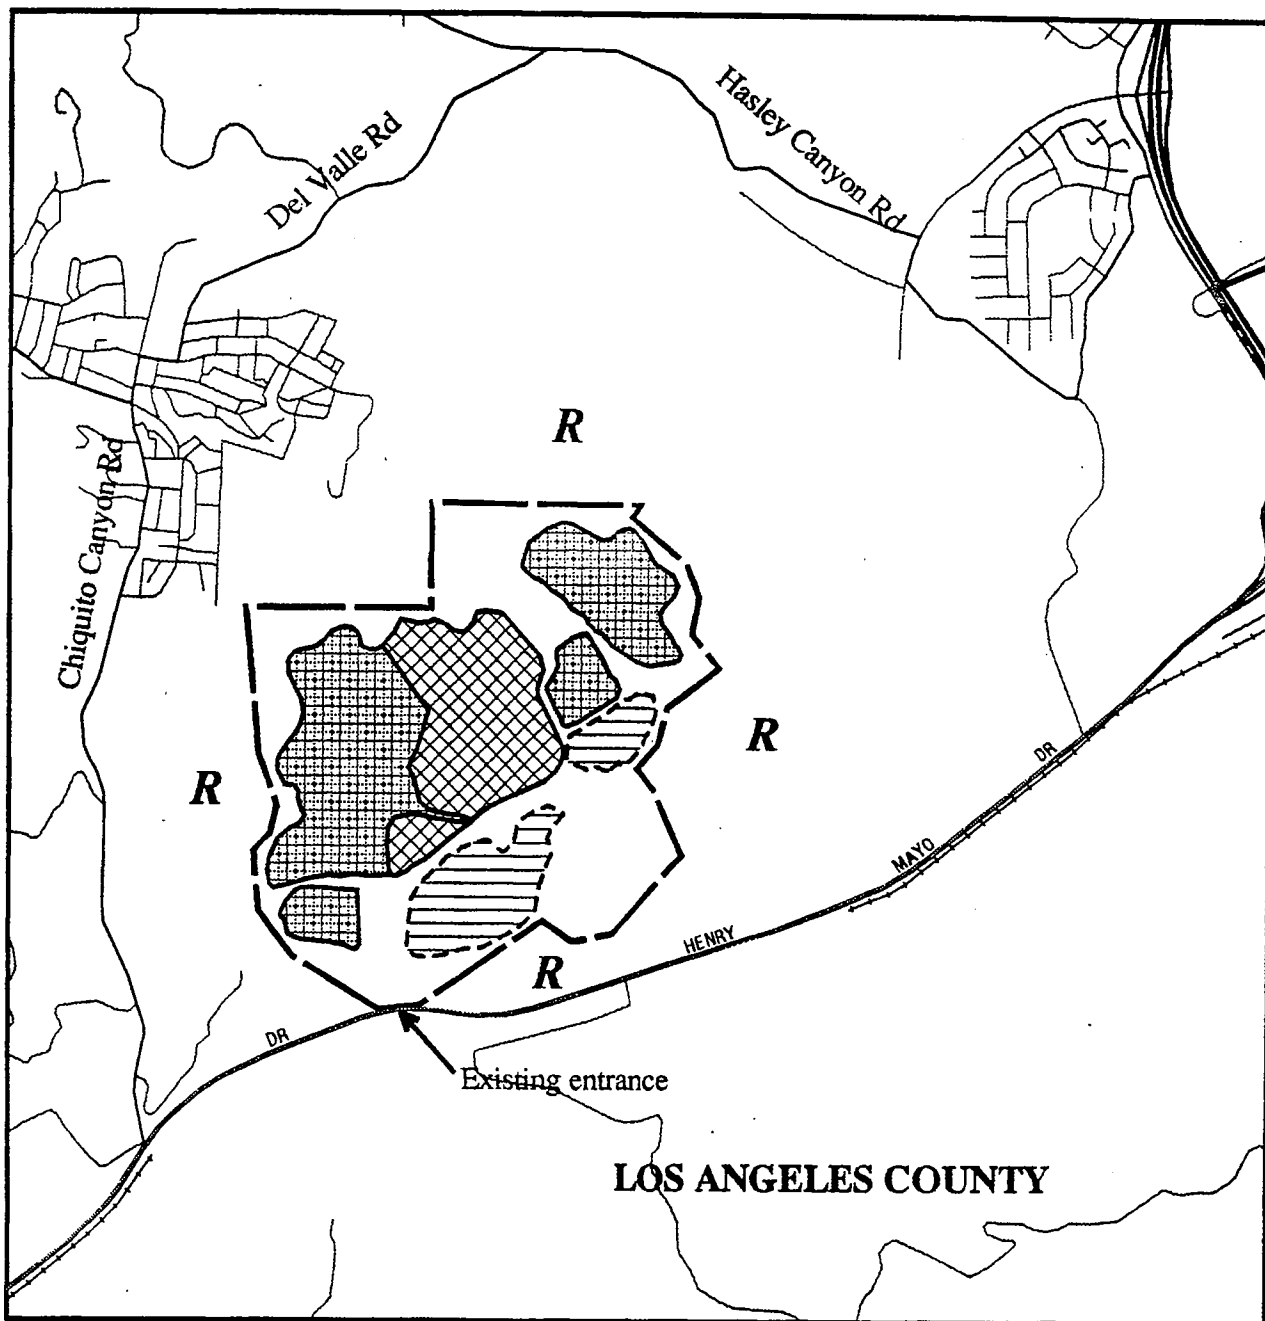 Hasley Canyon Rd
Del Valle Rd
R
Chiquito Canyon Rd
R
R
DR
MAYO
HENRY
R
DR
Existing entrance
LOS ANGELES COUNTY